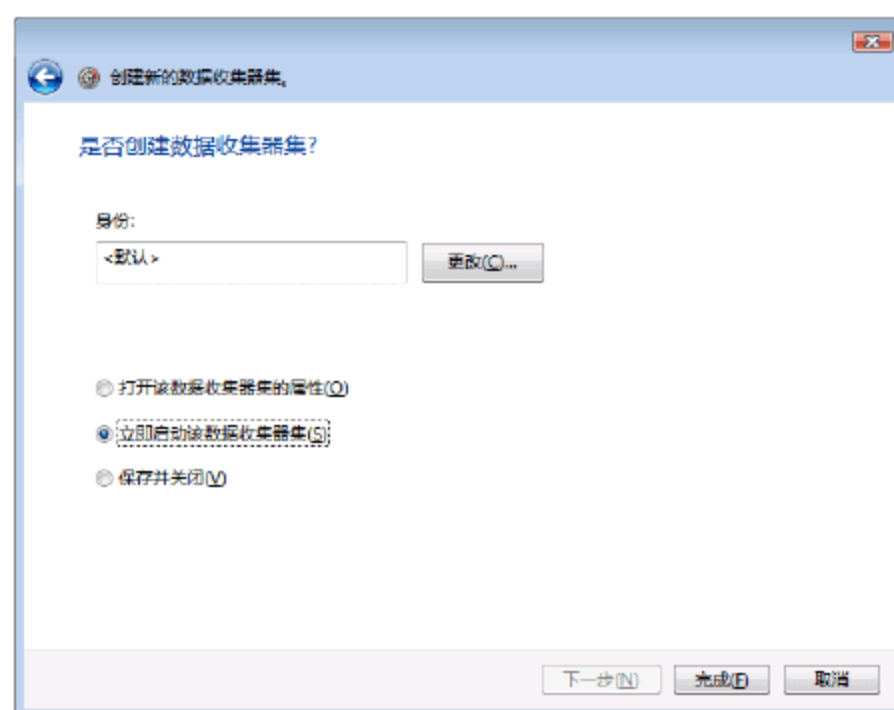 创建新的数据收集器集。
是否创建数据收集器集?
身份:
<默认>
更改(C)...
打开该数据收集器集的属性(O)
立即启动该数据收集器集(S)
保存并关闭(V)
下一步(N)
完成(F)
取消